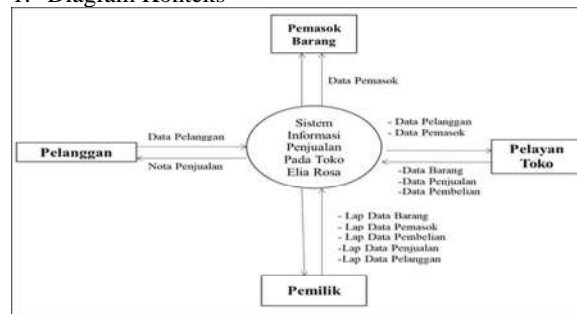 1. Diagram Konteks
Pemasok
Barang
Data Pemasok
Sistem
Informasi
Penjualan
Pada Toko
Elia Rosa
Data Pelanggan
Nota Penjualan
Pelanggan
- Data Pelanggan
- Data Pemasok
Pelayan
Toko
-Data Barang
-Data Penjualan
-Data Pembelian
- Lap Data Barang
- Lap Data Pemasok
- Lap Data Pembelian
-Lap Data Penjualan
-Lap Data Pelanggan
Pemilik